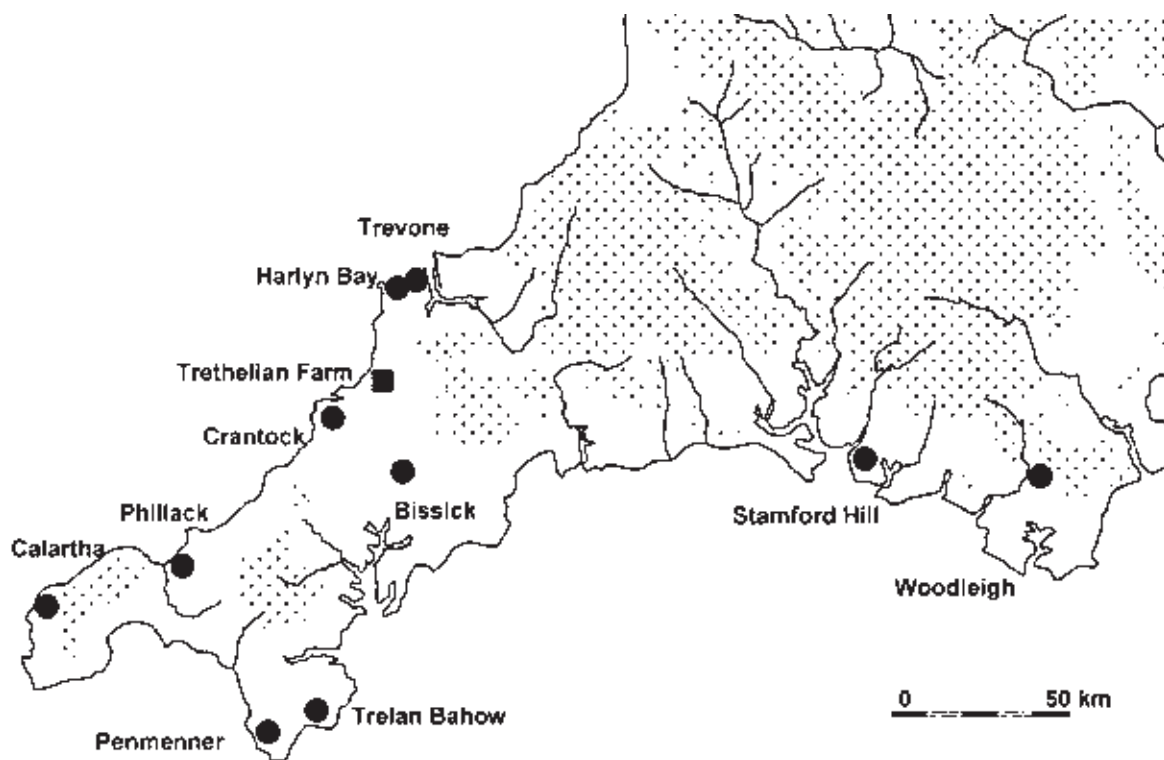 Trevone
Harlyn Bay
Trethelian Farm
Crantock
Bissick
Phillack
Calartha
Stamford Hill
Woodleigh
0 50 km
Trelan Bahow
Penmenner